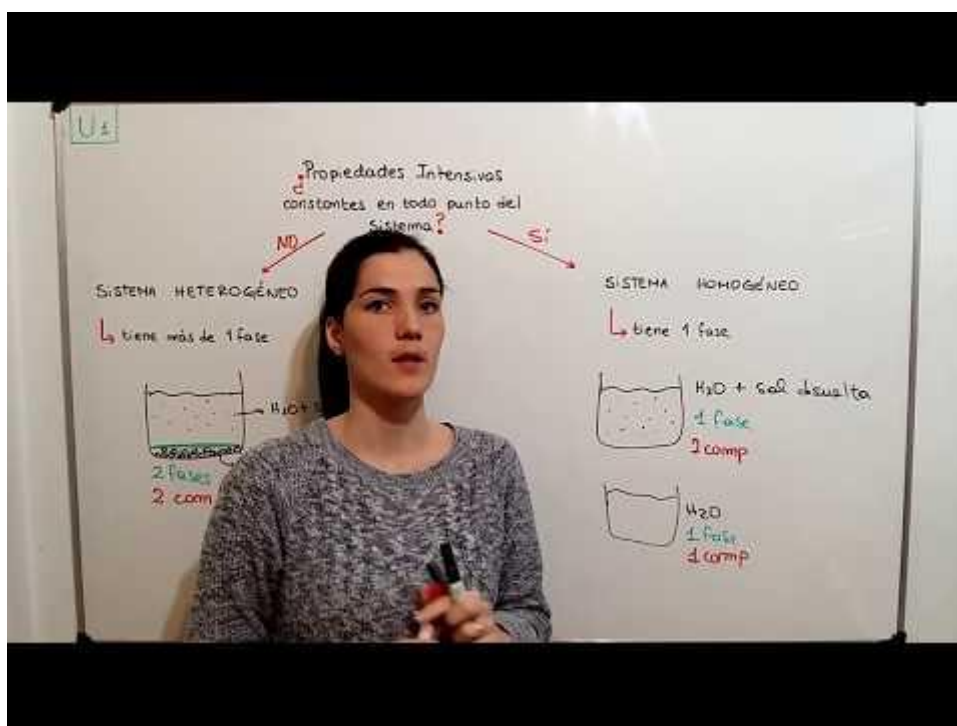 U1
¿Propiedades Intensivas
constantes en todo punto del
sistema?
NO
Sí
SISTEMA HETEROGÉNEO
tiene más de 1 fase
H2O +
2 fases
2 com
SISTEMA HOMOGÉNEO
tiene 1 fase
H2O + sal disuelta
1 fase
2 comp
H2O
1 fase
1 comp